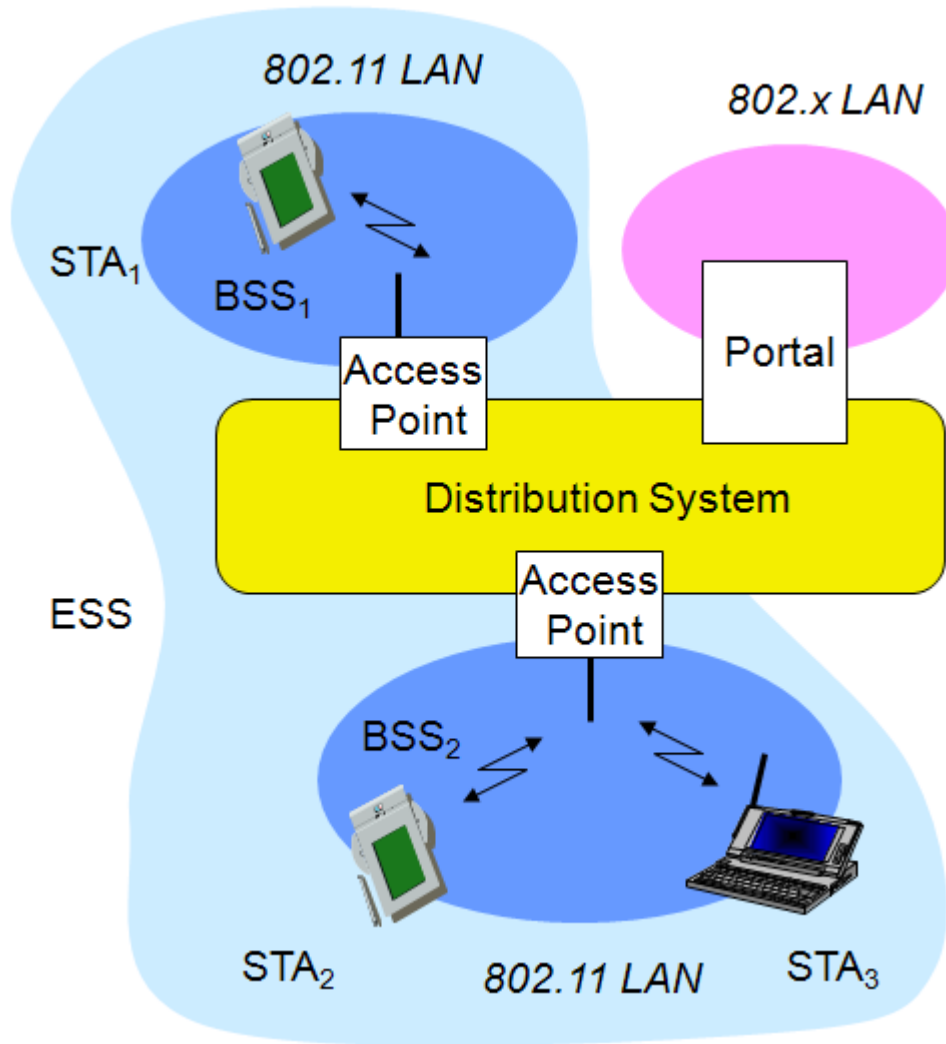 802.11 LAN
802.x LAN
STA₁
BSS₁
Access
Point
Portal
Distribution System
Access
Point
ESS
BSS₂
STA₂
802.11 LAN
STA₃